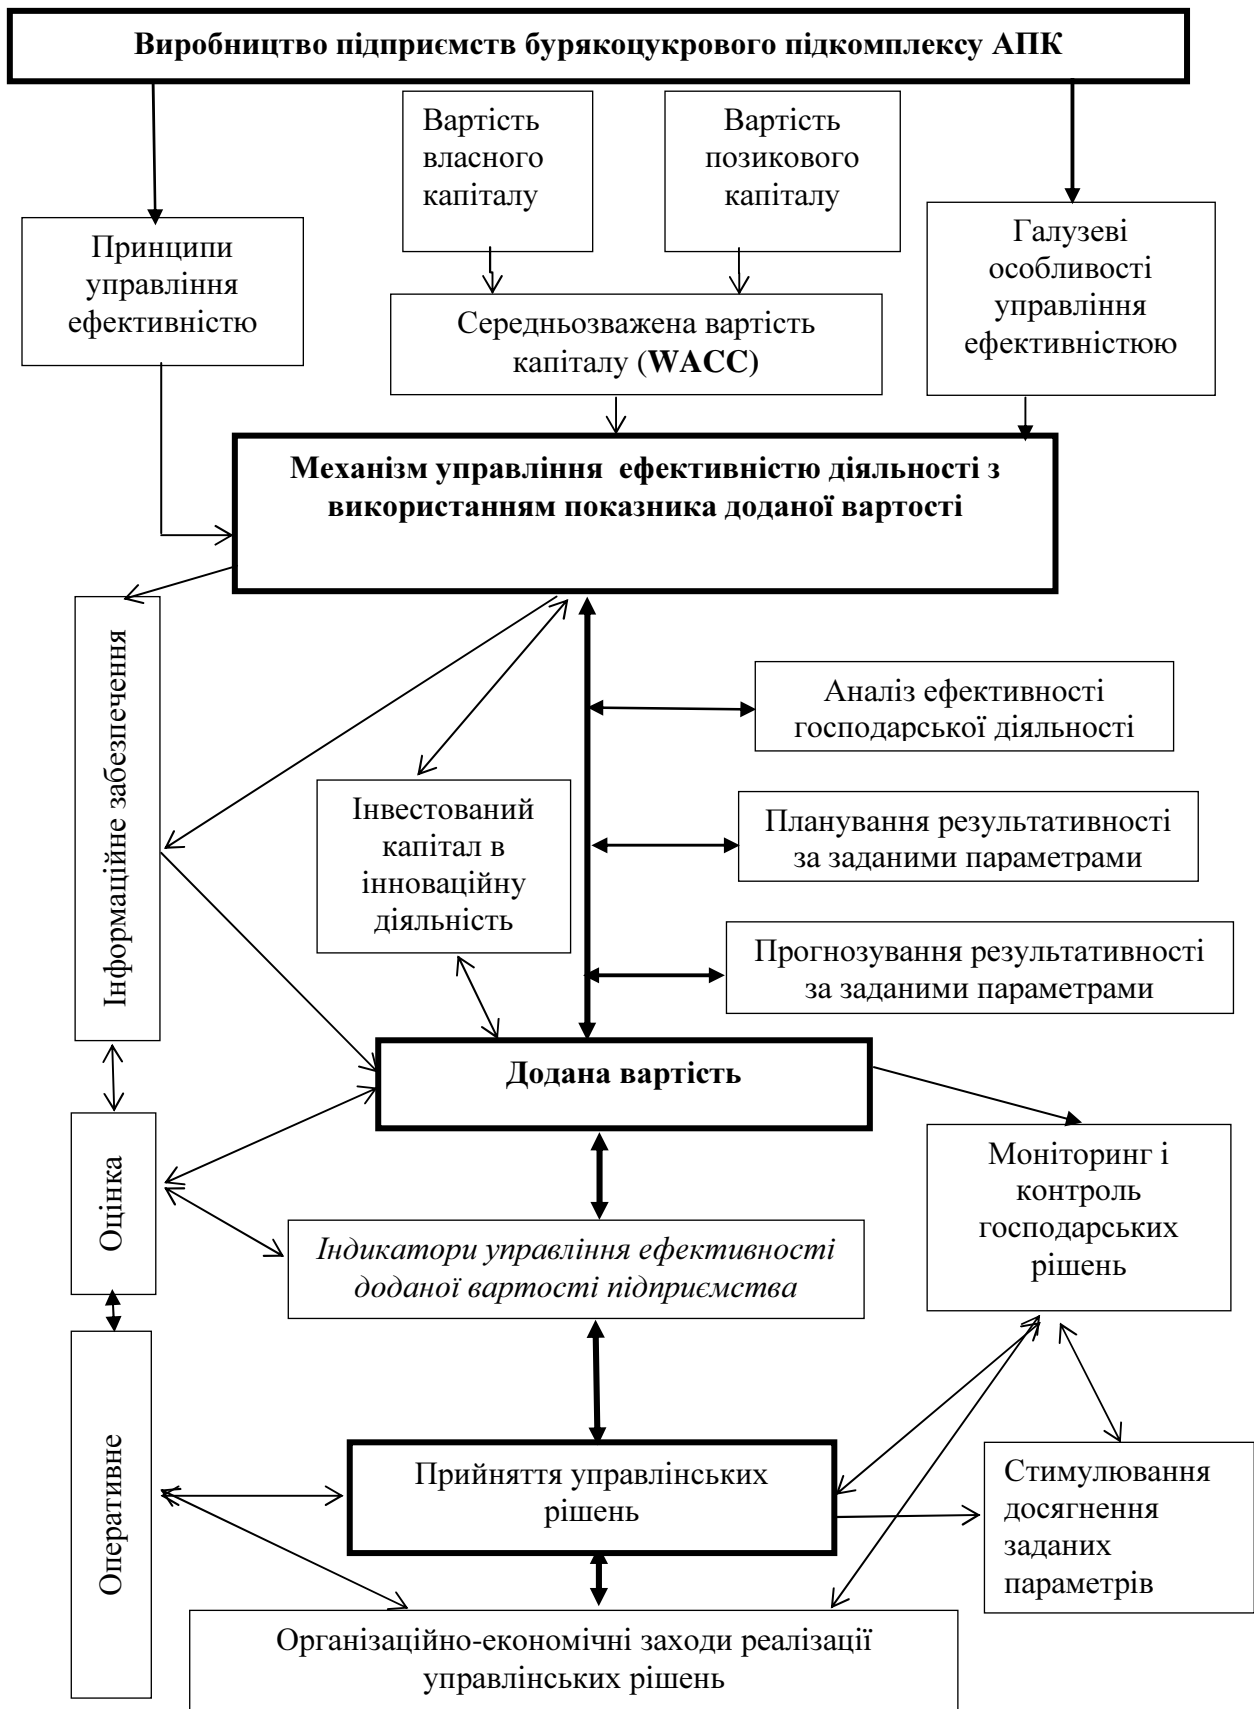 Виробництво підприємств бурякоцукрового підкомплексу АПК
Вартість
власного
капіталу
Вартість
позикового
капіталу
Принципи
управління
ефективністю
Галузеві
особливості
управління
ефективністюю
Середньозважена вартість
капіталу (WACC)
Механізм управління ефективністю діяльності з
використанням показника доданої вартості
Інформаційне забезпечення
Аналіз ефективності
господарської діяльності
Інвестований
капітал в
інноваційну
діяльність
Планування результативності
за заданими параметрами
Прогнозування результативності
за заданими параметрами
Додана вартість
Оцінка
Моніторинг і
контроль
господарських
рішень
Індикатори управління ефективності
доданої вартості підприємства
Оперативне
Прийняття управлінських
рішень
Стимулювання
досягнення
заданих
параметрів
Організаційно-економічні заходи реалізації
управлінських рішень